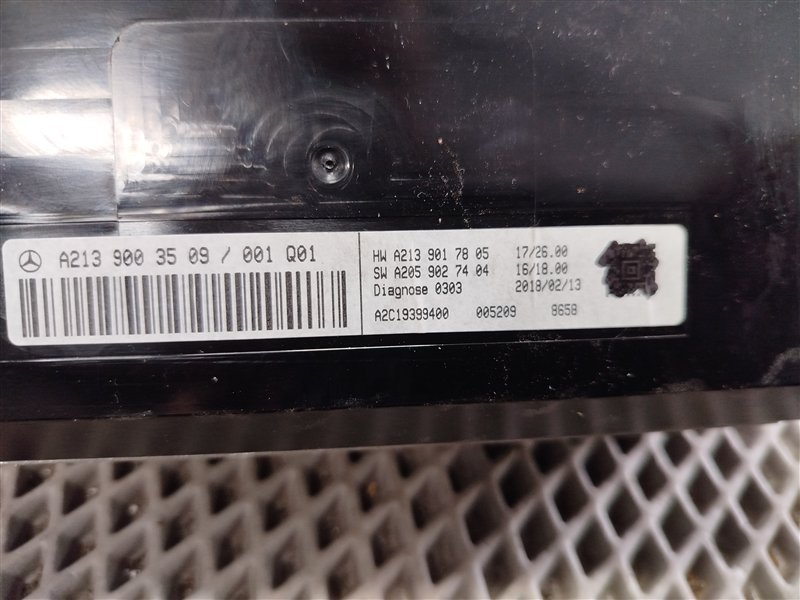 A213 900 35 09 / 001 Q01
HW A213 901 78 05 17/26.00
SW A205 902 74 04 16/18.00
Diagnose 0303 2018/02/13
A2C19399400 005209 8658